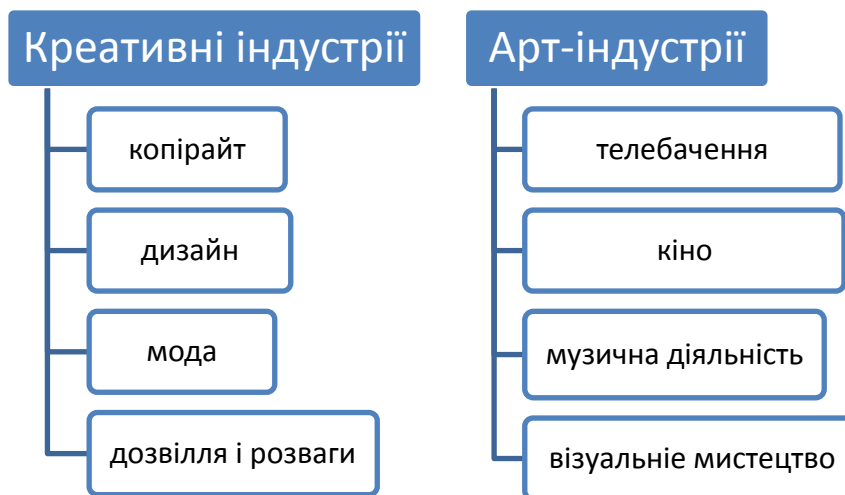 Креативні індустрії
копірайт
дизайн
мода
дозвілля і розваги
Арт-індустрії
телебачення
кіно
музична діяльність
візуальніе мистецтво